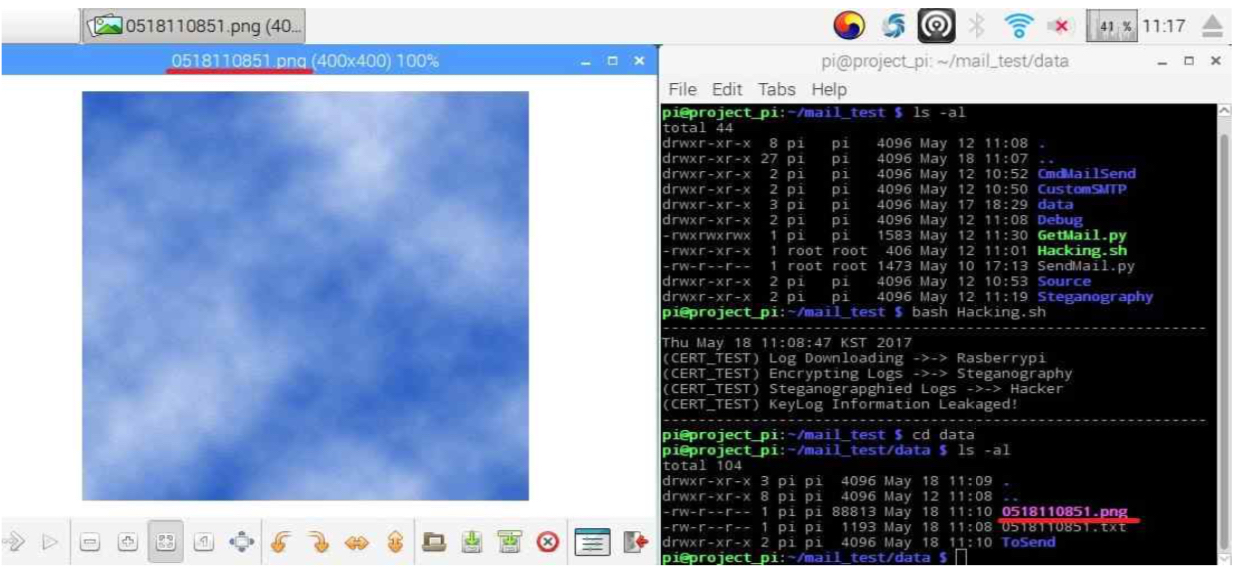 0518110851.png (40...
41 % 11:17
0518110851.png (400x400) 100%
pi@project_pi: ~/mail_test/data
File Edit Tabs Help
pi@project_pi:~/mail_test $ ls -al
total 44
drwxr-xr-x 8 pi pi 4096 May 12 11:08 .
drwxr-xr-x 27 pi pi 4096 May 18 11:07 ..
drwxr-xr-x 2 pi pi 4096 May 12 10:52 CmdMailSend
drwxr-xr-x 2 pi pi 4096 May 12 10:50 CustomSMTP
drwxr-xr-x 3 pi pi 4096 May 17 18:29 data
drwxr-xr-x 2 pi pi 4096 May 12 11:08 Debug
-rwxrwxrwx 1 pi pi 1583 May 12 11:30 GetMail.py
-rwxr-xr-x 1 root root 406 May 12 11:01 Hacking.sh
-rw-r--r-- 1 root root 1473 May 10 17:13 SendMail.py
drwxr-xr-x 2 pi pi 4096 May 12 10:53 Source
drwxr-xr-x 2 pi pi 4096 May 12 11:19 Steganography
pi@project_pi:~/mail_test $ bash Hacking.sh
Thu May 18 11:08:47 KST 2017
(CERT_TEST) Log Downloading ->-> Rasberrypi
(CERT_TEST) Encrypting Logs ->-> Steganography
(CERT_TEST) Steganograpghied Logs ->-> Hacker
(CERT_TEST) KeyLog Information Leakaged!
pi@project_pi:~/mail_test $ cd data
pi@project_pi:~/mail_test/data $ ls -al
total 104
drwxr-xr-x 3 pi pi 4096 May 18 11:09 .
drwxr-xr-x 8 pi pi 4096 May 12 11:08 ..
-rw-r--r-- 1 pi pi 88813 May 18 11:10 0518110851.png
-rw-r--r-- 1 pi pi 1193 May 18 11:08 0518110851.txt
drwxr-xr-x 2 pi pi 4096 May 18 11:10 ToSend
pi@project_pi:~/mail_test/data $